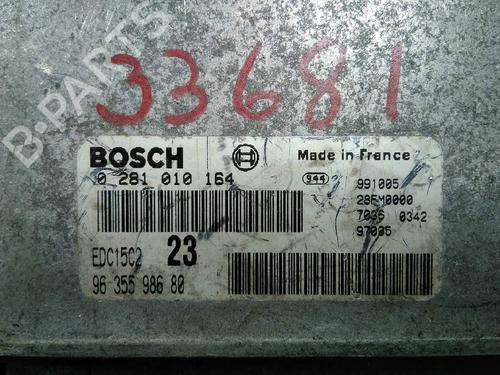 33681
B-PARTS
BOSCH
Made in France
0 281 010 164
944
991005
28FM0000
7036 0342
97005
EDC15C2
23
96 355 986 80